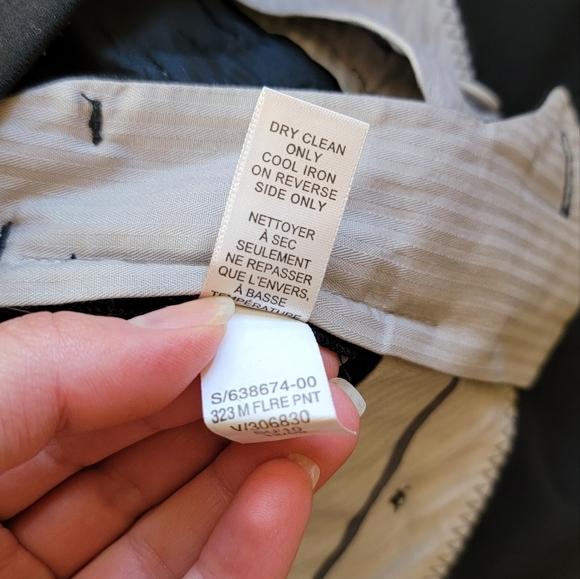 DRY CLEAN
ONLY
COOL IRON
ON REVERSE
SIDE ONLY
NETTOYER
À SEC
SEULEMENT
NE REPASSER
QUE L'ENVERS,
À BASSE
TEMPÉRATURE
S/638674-00
323 M FLRE PNT
V/306830